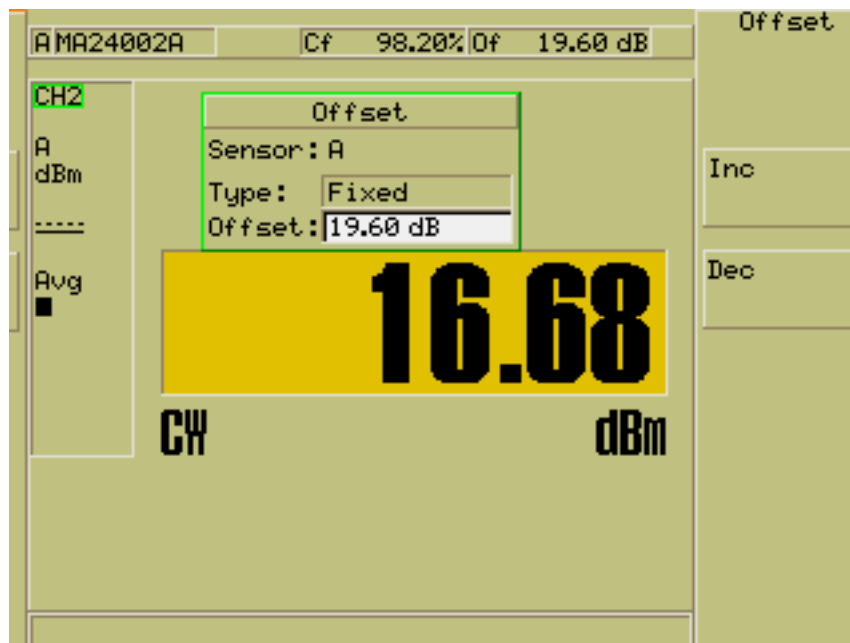 A MA24002A Cf 98.20% Of 19.60 dB
Offset
CH2
A
dBm
-----
Avg
Offset
Sensor: A
Type: Fixed
Offset: 19.60 dB
16.68
CW dBm
Inc
Dec